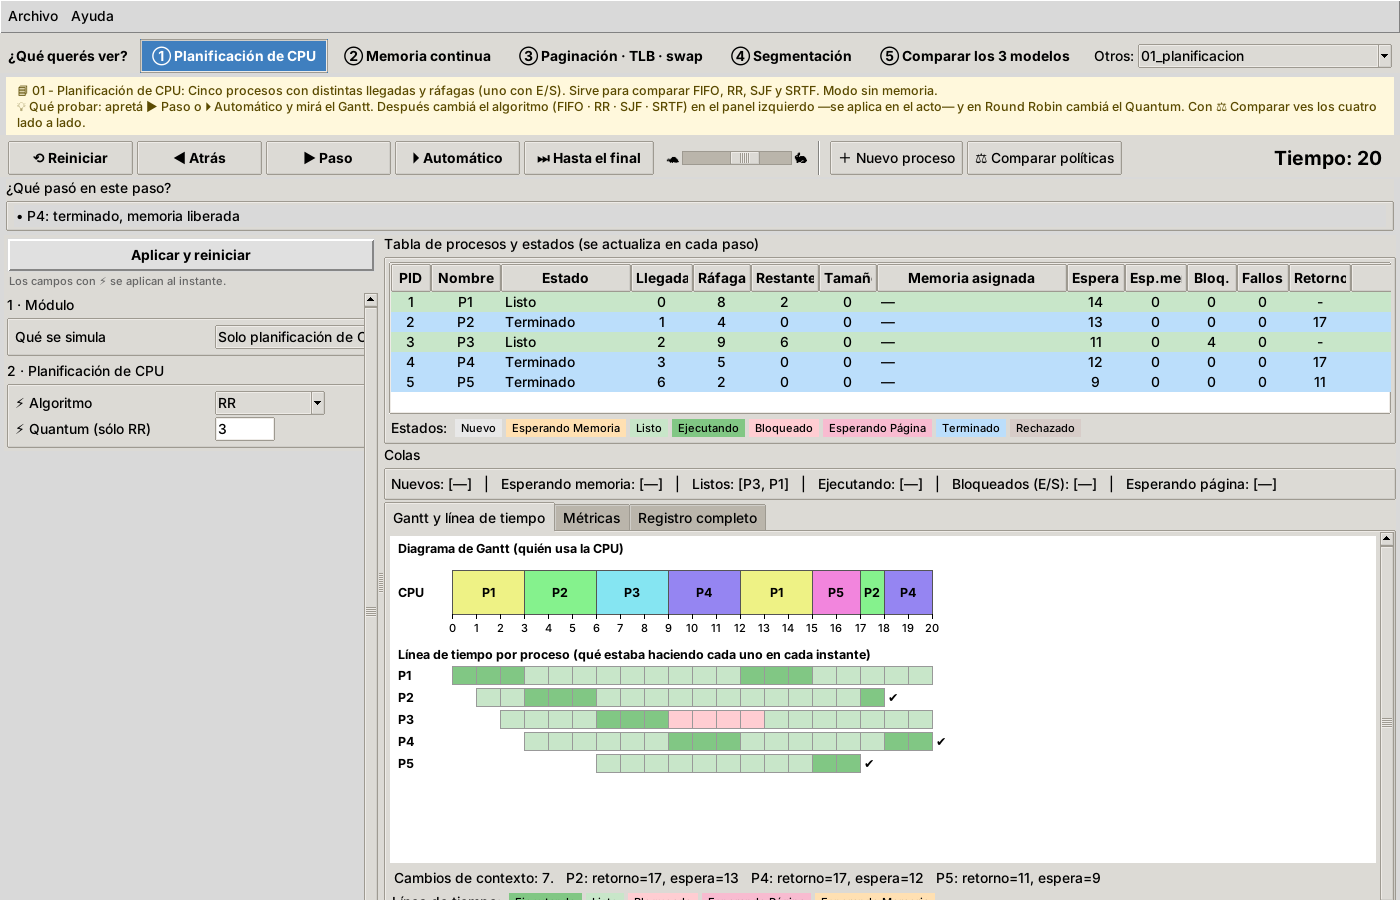 Archivo Ayuda
¿Qué querés ver? ① Planificación de CPU ② Memoria continua ③ Paginación · TLB · swap ④ Segmentación ⑤ Comparar los 3 modelos Otros: 01_planificacion
01 - Planificación de CPU: Cinco procesos con distintas llegadas y ráfagas (uno con E/S). Sirve para comparar FIFO, RR, SJF y SRTF. Modo sin memoria.
💡 Qué probar: apretá ▶ Paso o ⏵Automático y mirá el Gantt. Después cambiá el algoritmo (FIFO · RR · SJF · SRTF) en el panel izquierdo —se aplica en el acto— y en Round Robin cambiá el Quantum. Con ⚖ Comparar ves los cuatro
lado a lado.
⟲ Reiniciar ◀ Atrás ▶ Paso ⏵Automático ⏭ Hasta el final + Nuevo proceso ⚖ Comparar políticas Tiempo: 20
¿Qué pasó en este paso?
• P4: terminado, memoria liberada
Aplicar y reiniciar
Los campos con ⚡ se aplican al instante.
1 · Módulo
Qué se simula Solo planificación de C
2 · Planificación de CPU
⚡ Algoritmo RR
⚡ Quantum (sólo RR) 3
Tabla de procesos y estados (se actualiza en cada paso)
PID Nombre Estado Llegada Ráfaga Restante Tamañ Memoria asignada Espera Esp.me Bloq. Fallos Retorno
1 P1 Listo 0 8 2 0 — 14 0 0 0 -
2 P2 Terminado 1 4 0 0 — 13 0 0 0 17
3 P3 Listo 2 9 6 0 — 11 0 4 0 -
4 P4 Terminado 3 5 0 0 — 12 0 0 0 17
5 P5 Terminado 6 2 0 0 — 9 0 0 0 11
Estados: Nuevo Esperando Memoria Listo Ejecutando Bloqueado Esperando Página Terminado Rechazado
Colas
Nuevos: [—] | Esperando memoria: [—] | Listos: [P3, P1] | Ejecutando: [—] | Bloqueados (E/S): [—] | Esperando página: [—]
Gantt y línea de tiempo Métricas Registro completo
Diagrama de Gantt (quién usa la CPU)
CPU P1 P2 P3 P4 P1 P5 P2 P4
0 1 2 3 4 5 6 7 8 9 10 11 12 13 14 15 16 17 18 19 20
Línea de tiempo por proceso (qué estaba haciendo cada uno en cada instante)
P1
P2 ✔
P3
P4 ✔
P5 ✔
Cambios de contexto: 7. P2: retorno=17, espera=13 P4: retorno=17, espera=12 P5: retorno=11, espera=9